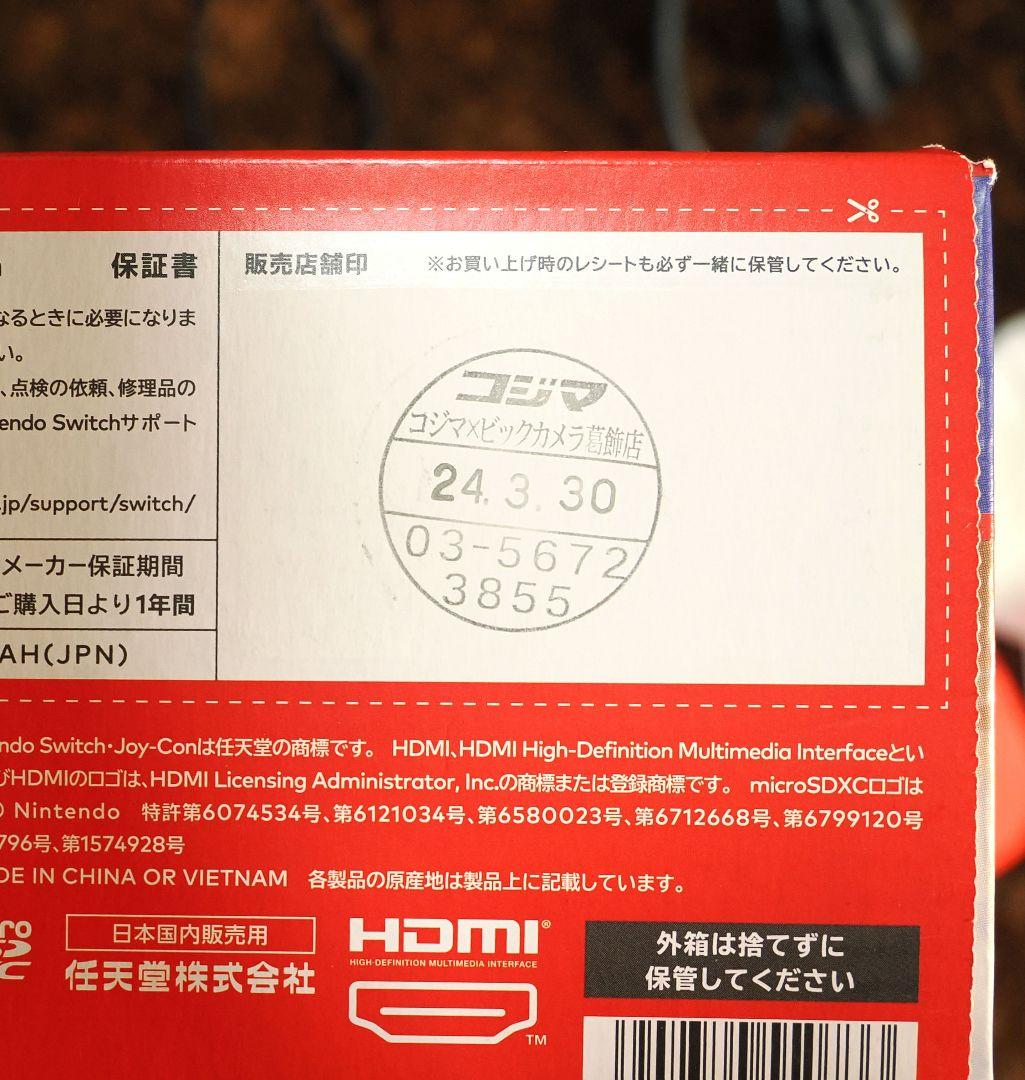 保証書
販売店舗印
※お買い上げ時のレシートも必ず一緒に保管してください。
なるときに必要になりま
い。
、点検の依頼、修理品の
endo Switchサポート
.jp/support/switch/
メーカー保証期間
ご購入日より1年間
AH(JPN)
コジマ
コジマ×ビックカメラ葛飾店
24.3.30
03-5672
3855
ndo Switch・Joy-Conは任天堂の商標です。 HDMI、HDMI High-Definition Multimedia Interfaceとい
びHDMIのロゴは、HDMI Licensing Administrator, Inc.の商標または登録商標です。 microSDXCロゴは
Nintendo 特許第6074534号、第6121034号、第6580023号、第6712668号、第6799120号
796号、第1574928号
DE IN CHINA OR VIETNAM 各製品の原産地は製品上に記載しています。
日本国内販売用
任天堂株式会社
HDMI®
HIGH-DEFINITION MULTIMEDIA INTERFACE
TM
外箱は捨てずに
保管してください